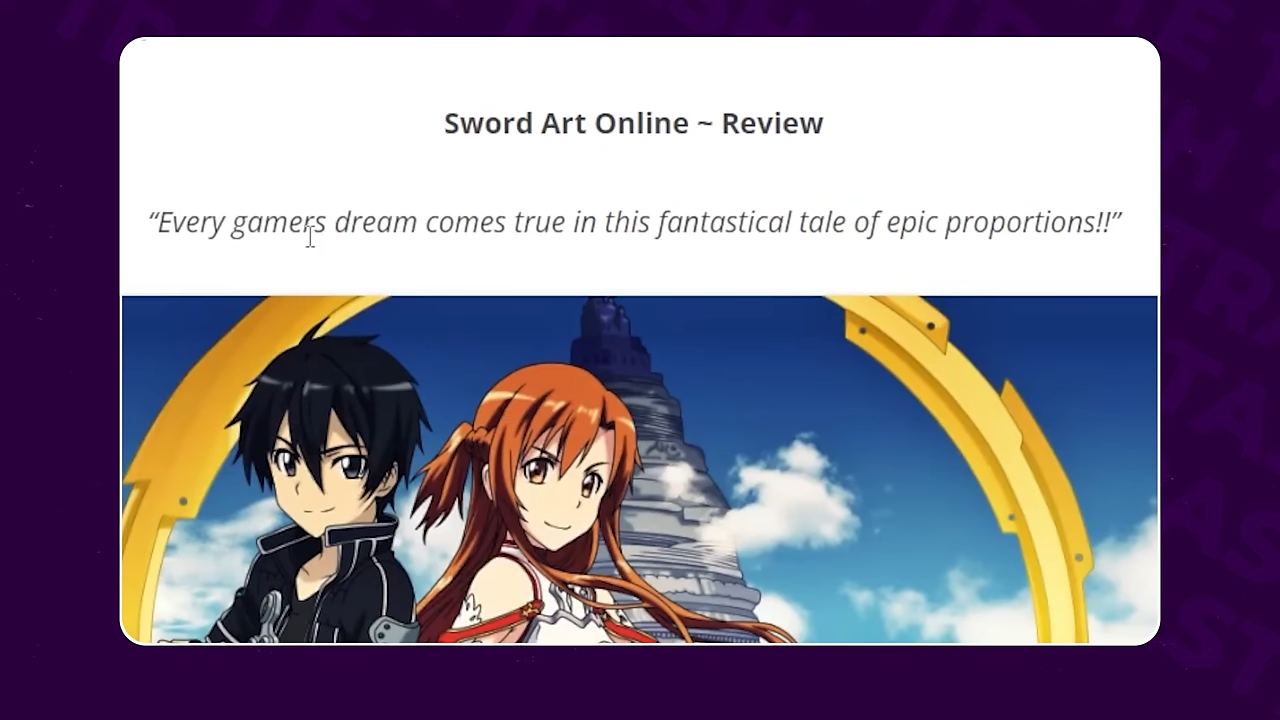 Sword Art Online ~ Review
“Every gamers dream comes true in this fantastical tale of epic proportions!!”